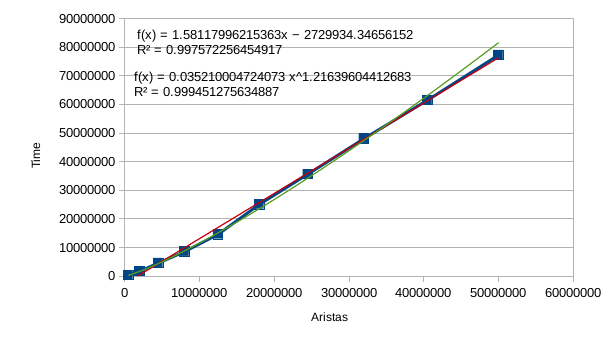 90000000
f(x) = 1.58117996215363x − 2729934.34656152
80000000
R² = 0.997572256454917
70000000
f(x) = 0.035210004724073 x^1.21639604412683
R² = 0.999451275634887
60000000
50000000
Time
40000000
30000000
20000000
10000000
0
0 10000000 20000000 30000000 40000000 50000000 60000000
Aristas